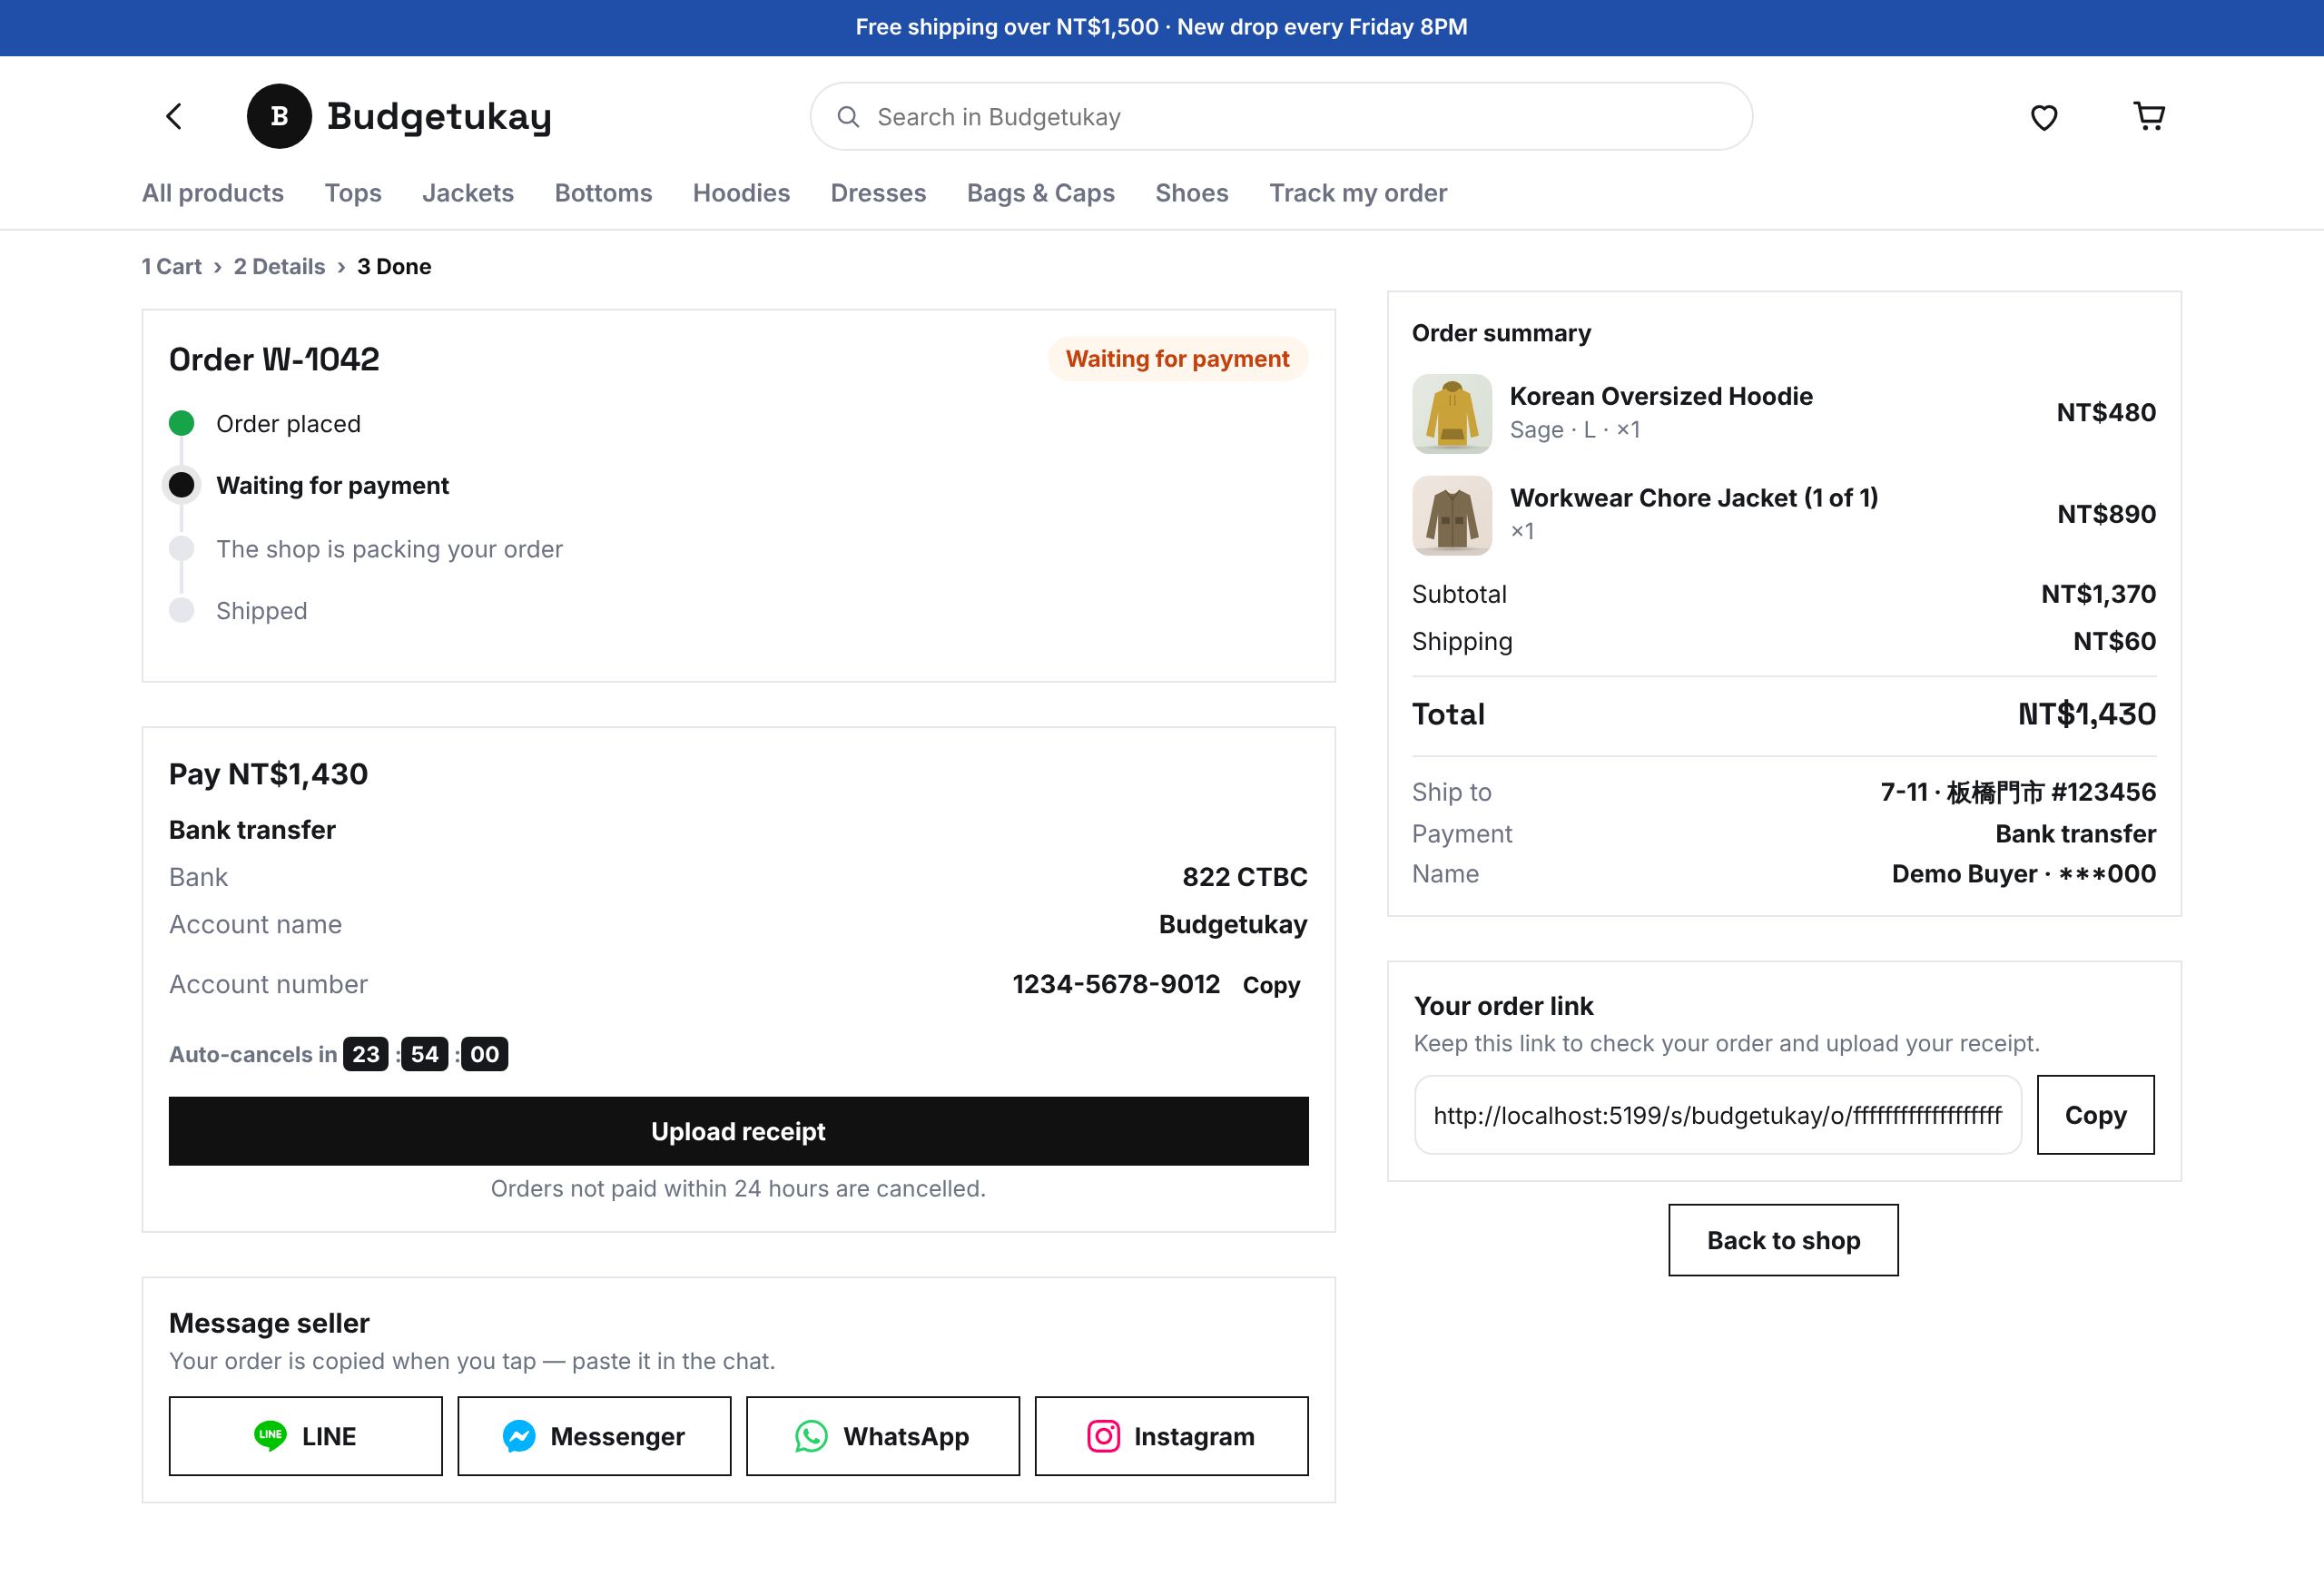 Free shipping over NT$1,500 · New drop every Friday 8PM
B Budgetukay
Search in Budgetukay
All products Tops Jackets Bottoms Hoodies Dresses Bags & Caps Shoes Track my order
1 Cart › 2 Details › 3 Done
Order W-1042
Waiting for payment
Order placed
Waiting for payment
The shop is packing your order
Shipped
Pay NT$1,430
Bank transfer
Bank 822 CTBC
Account name Budgetukay
Account number 1234-5678-9012 Copy
Auto-cancels in 23 : 54 : 00
Upload receipt
Orders not paid within 24 hours are cancelled.
Message seller
Your order is copied when you tap — paste it in the chat.
LINE LINE
Messenger
WhatsApp
Instagram
Order summary
Korean Oversized Hoodie NT$480
Sage · L · ×1
Workwear Chore Jacket (1 of 1) NT$890
×1
Subtotal NT$1,370
Shipping NT$60
Total NT$1,430
Ship to 7-11 · 板橋門市 #123456
Payment Bank transfer
Name Demo Buyer · ***000
Your order link
Keep this link to check your order and upload your receipt.
http://localhost:5199/s/budgetukay/o/fffffffffffffffffff
Copy
Back to shop